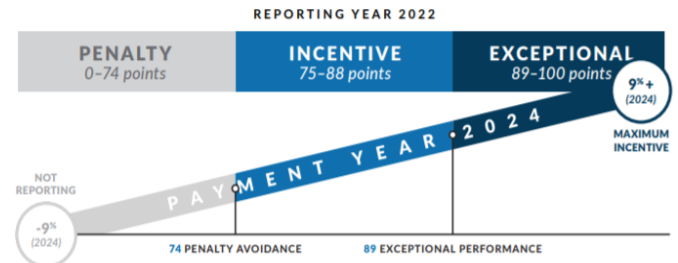 REPORTING YEAR 2022
PENALTY
0–74 points
INCENTIVE
75–88 points
EXCEPTIONAL
89–100 points
9%+
(2024)
MAXIMUM
INCENTIVE
PAYMENT YEAR 2024
NOT
REPORTING
-9%
(2024)
74 PENALTY AVOIDANCE
89 EXCEPTIONAL PERFORMANCE